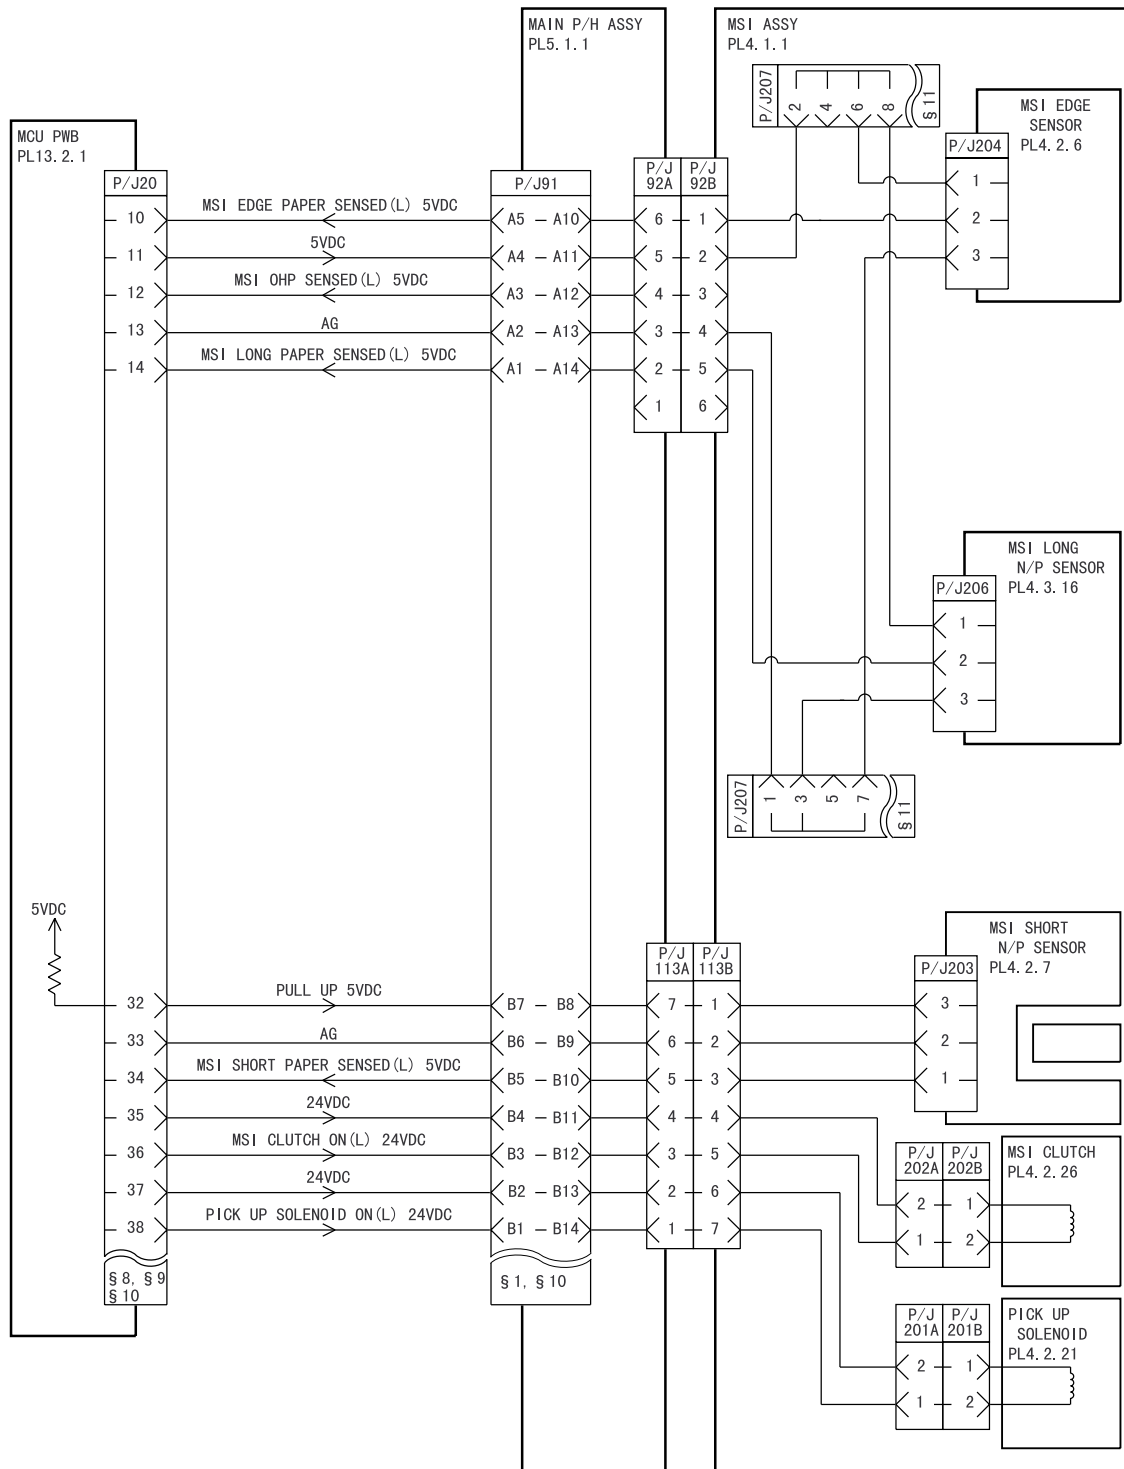 MAIN P/H ASSY
PL5. 1. 1
MSI ASSY
PL4. 1. 1
P/J207
2
4
6
8
§ 11
MSI EDGE
SENSOR
PL4. 2. 6
P/J204
1
2
3
MCU PWB
PL13. 2. 1
P/J20
P/J91
P/J
92A
P/J
92B
10
MSI EDGE PAPER SENSED(L) 5VDC
A5 – A10
6
1
11
5VDC
A4 – A11
5
2
12
MSI OHP SENSED(L) 5VDC
A3 – A12
4
3
13
AG
A2 – A13
3
4
14
MSI LONG PAPER SENSED(L) 5VDC
A1 – A14
2
5
1
6
MSI LONG
N/P SENSOR
PL4. 3. 16
P/J206
1
2
3
P/J207
1
3
5
7
§ 11
5VDC
P/J
113A
P/J
113B
MSI SHORT
N/P SENSOR
PL4. 2. 7
P/J203
32
PULL UP 5VDC
B7 – B8
7
1
3
33
AG
B6 – B9
6
2
2
34
MSI SHORT PAPER SENSED(L) 5VDC
B5 – B10
5
3
1
35
24VDC
B4 – B11
4
4
36
MSI CLUTCH ON(L) 24VDC
B3 – B12
3
5
37
24VDC
B2 – B13
2
6
38
PICK UP SOLENOID ON(L) 24VDC
B1 – B14
1
7
P/J
202A
P/J
202B
MSI CLUTCH
PL4. 2. 26
2
1
1
2
§ 8, § 9
§ 10
§ 1, § 10
P/J
201A
P/J
201B
PICK UP
SOLENOID
PL4. 2. 21
2
1
1
2